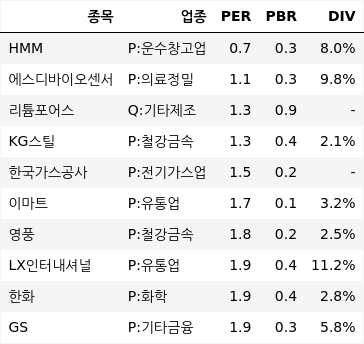 종목 업종 PER PBR DIV
HMM P:운수창고업 0.7 0.3 8.0%
에스디바이오센서 P:의료정밀 1.1 0.3 9.8%
리튬포어스 Q:기타제조 1.3 0.9 -
KG스틸 P:철강금속 1.3 0.4 2.1%
한국가스공사 P:전기가스업 1.5 0.2 -
이마트 P:유통업 1.7 0.1 3.2%
영풍 P:철강금속 1.8 0.2 2.5%
LX인터내셔널 P:유통업 1.9 0.4 11.2%
한화 P:화학 1.9 0.4 2.8%
GS P:기타금융 1.9 0.3 5.8%